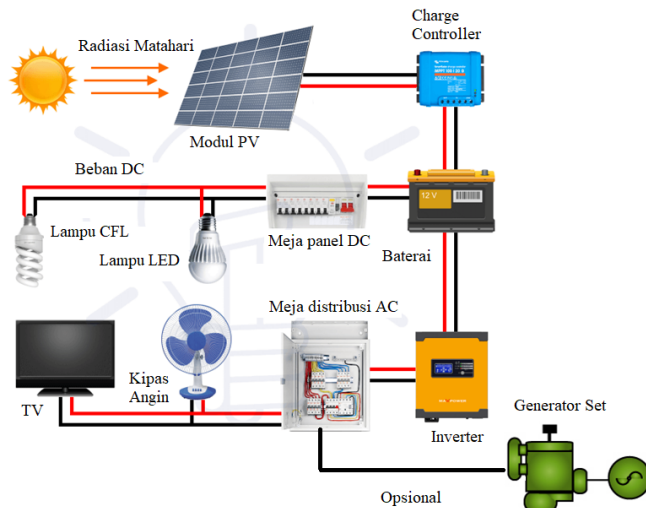 Charge
Controller
Radiasi Matahari
Modul PV
Beban DC
12 V
Lampu CFL
Lampu LED
Meja panel DC
Baterai
Meja distribusi AC
TV
Kipas
Angin
Inverter
Generator Set
Opsional